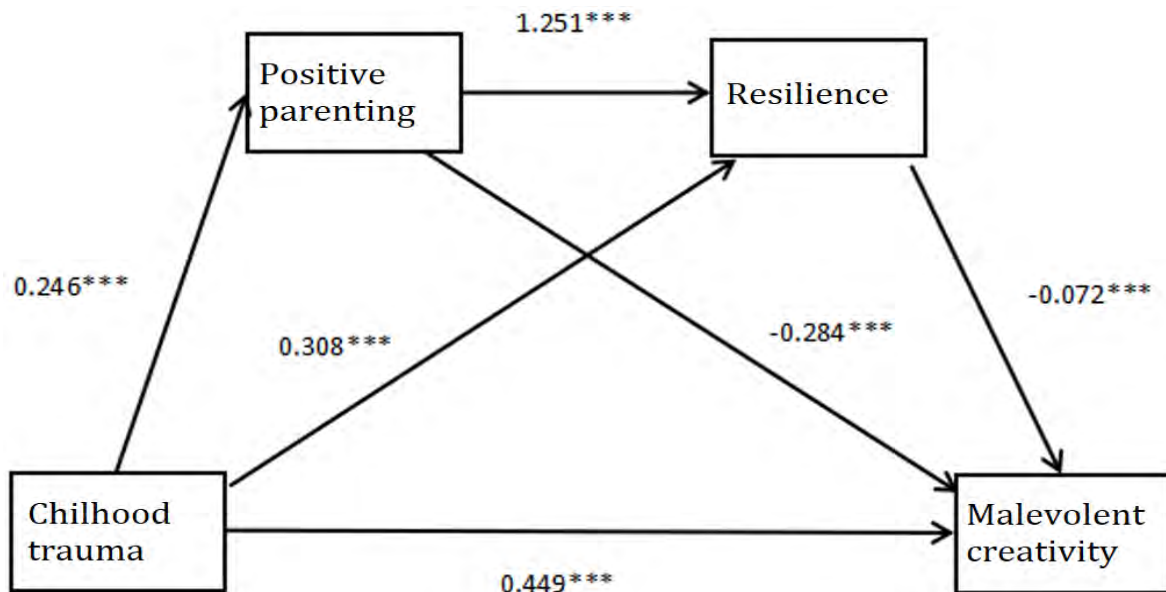 1.251***
Positive
parenting
Resilience
0.246***
0.308***
-0.284***
-0.072***
Chilhood
trauma
Malevolent
creativity
0.449***